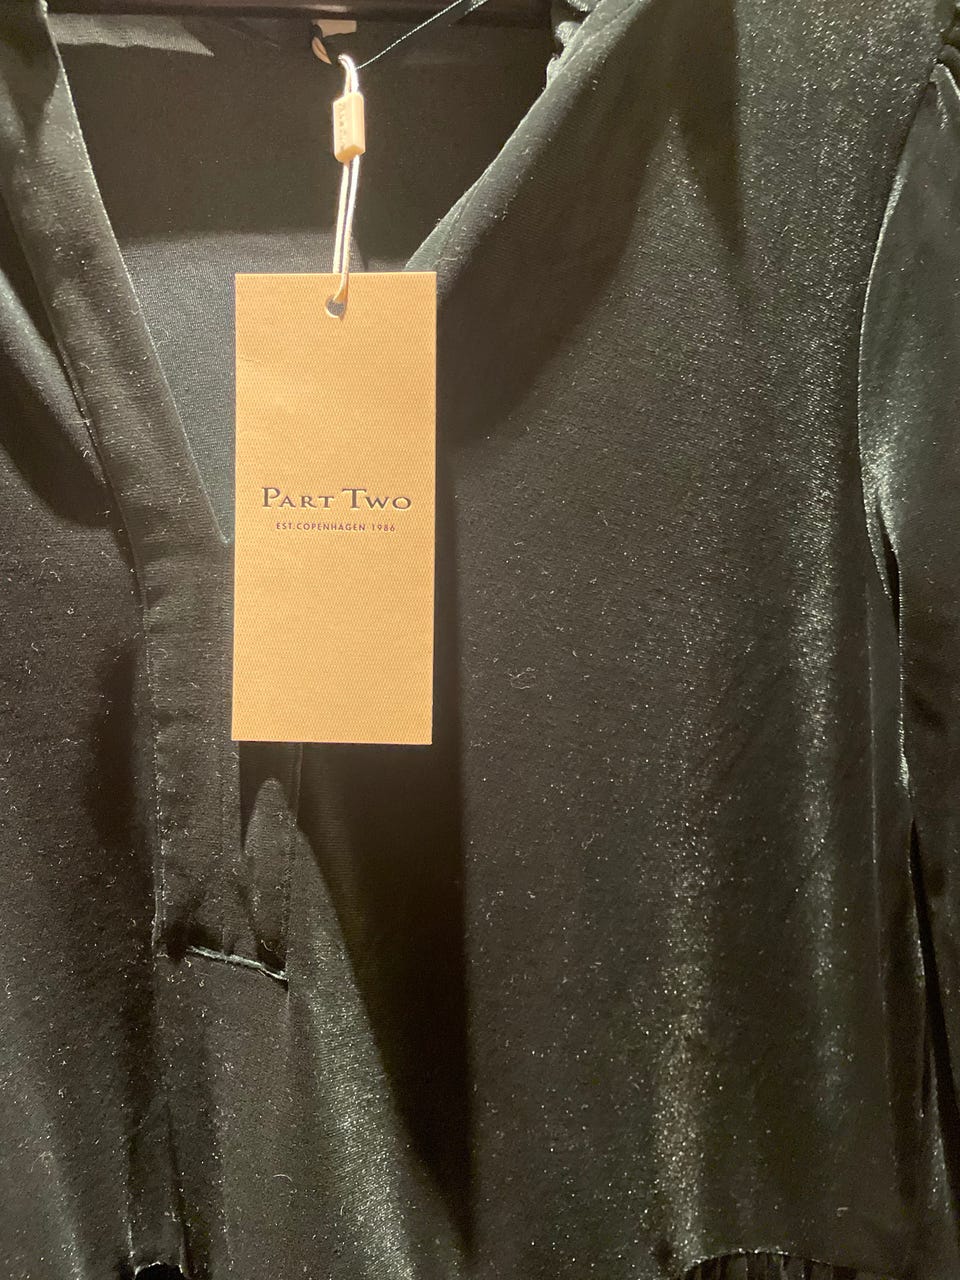 PART TWO
EST. COPENHAGEN 1986